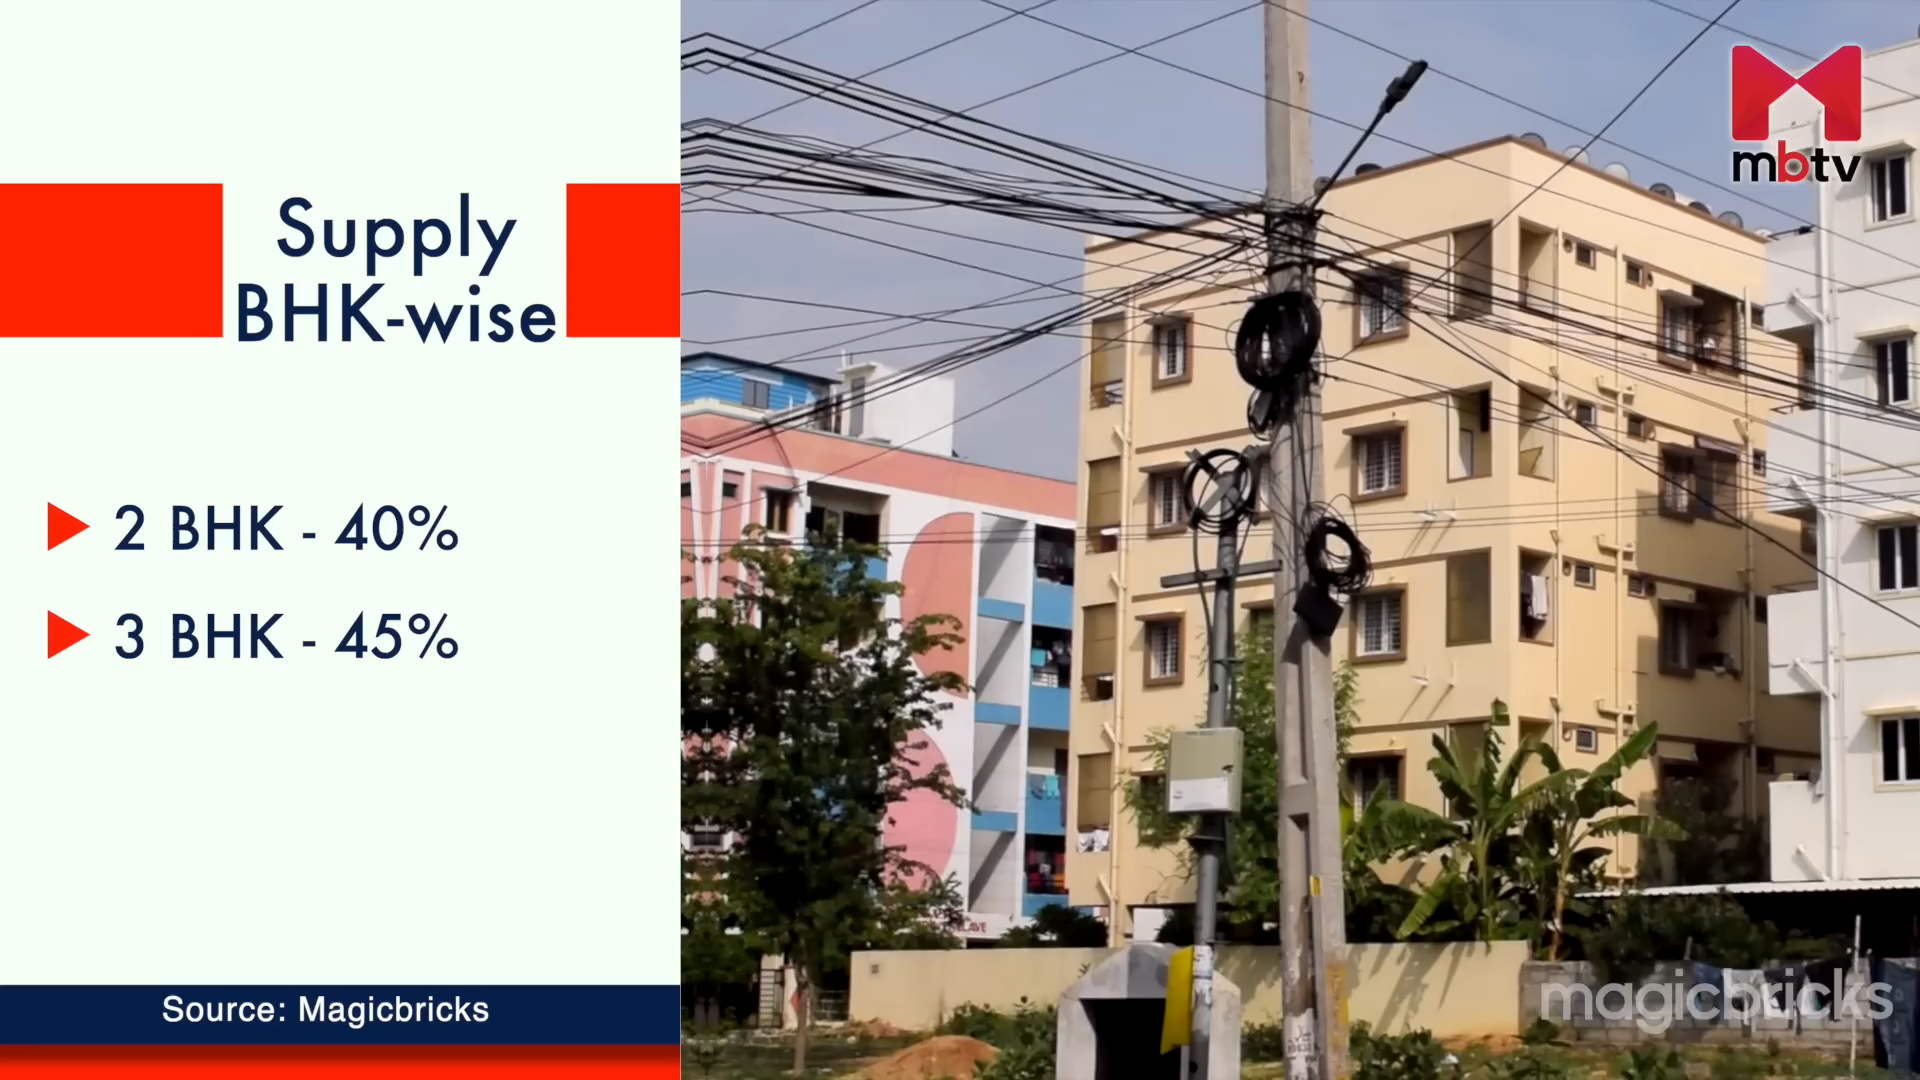 Supply
BHK-wise
2 BHK - 40%
3 BHK - 45%
Source: Magicbricks
mbtv
magicbricks